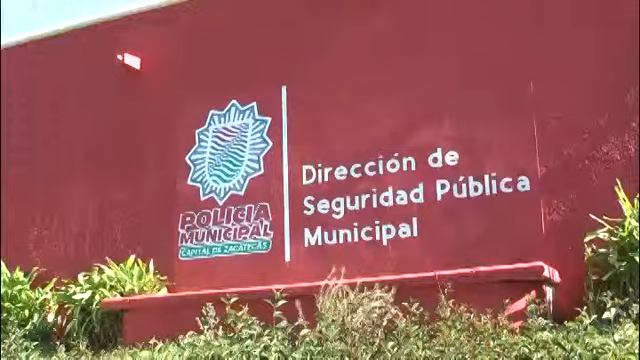 POLICIA
MUNICIPAL
CAPITAL DE ZACATECAS
Dirección de
Seguridad Pública
Municipal